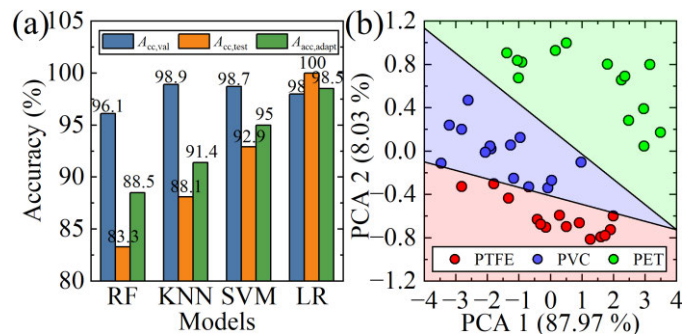 (a)
A_cc,val A_cc,test A_acc,adapt
Accuracy (%)
100
95
90
85
80
96.1
83.3
88.5
98.9
88.1
91.4
98.7
92.9
95
98
100
98.5
RF KNN SVM LR
Models
(b)
PCA 2 (8.03 %)
1.2
0.8
0.4
0.0
−0.4
−0.8
−1.2
PTFE PVC PET
−4 −3 −2 −1 0 1 2 3 4
PCA 1 (87.97 %)